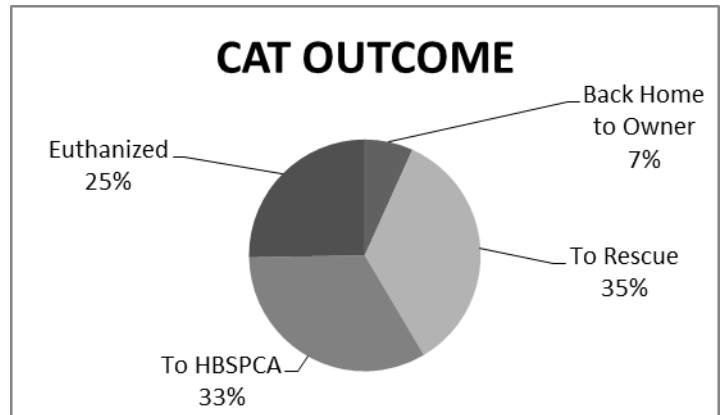 CAT OUTCOME
Back Home
to Owner
7%
Euthanized
25%
To Rescue
35%
To HBSPCA
33%